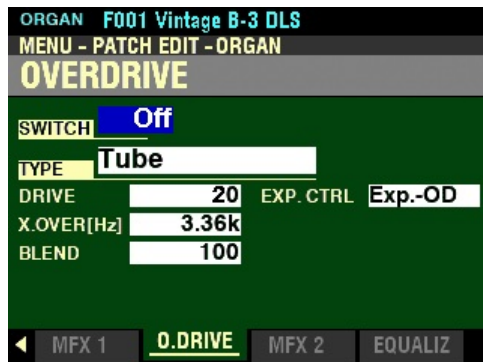 ORGAN F001 Vintage B-3 DLS
MENU - PATCH EDIT - ORGAN
OVERDRIVE
SWITCH Off
TYPE Tube
DRIVE 20 EXP. CTRL Exp.-OD
X.OVER[Hz] 3.36k
BLEND 100
MFX 1 O.DRIVE MFX 2 EQUALIZ